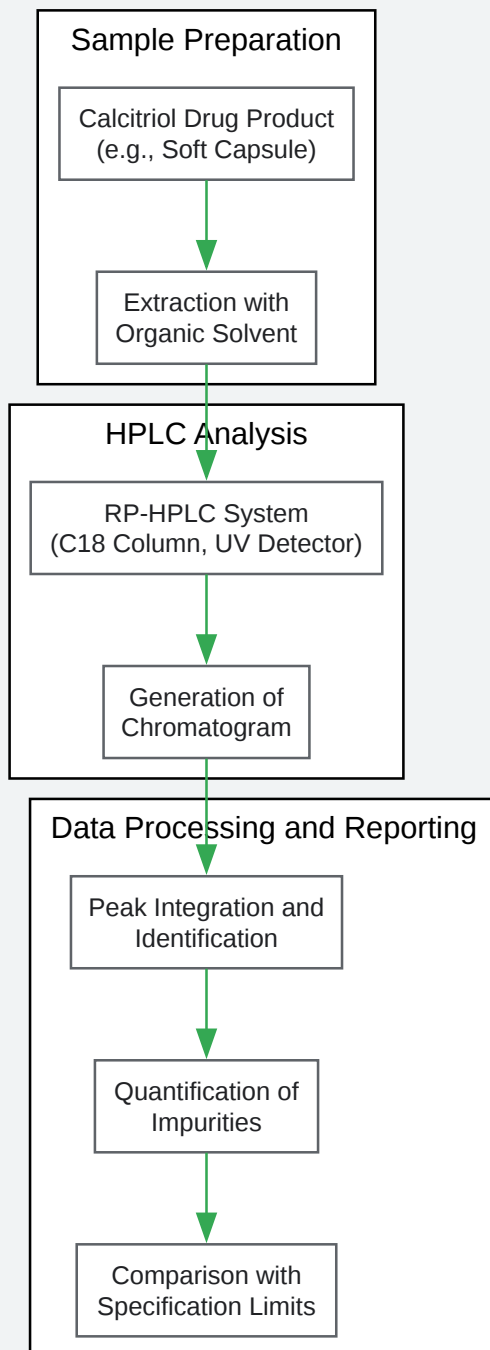 Sample Preparation
Calcitriol Drug Product
(e.g., Soft Capsule)
Extraction with
Organic Solvent
HPLC Analysis
RP-HPLC System
(C18 Column, UV Detector)
Generation of
Chromatogram
Data Processing and Reporting
Peak Integration and
Identification
Quantification of
Impurities
Comparison with
Specification Limits